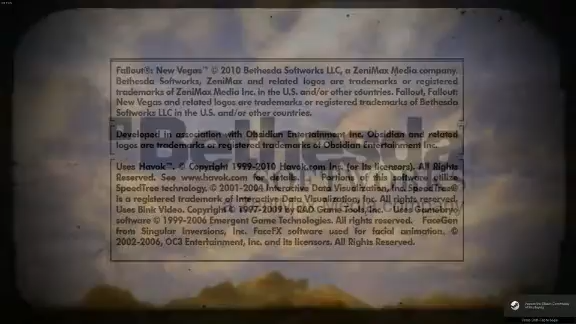 Fallout®: New Vegas™ © 2010 Bethesda Softworks LLC, a ZeniMax Media company.
Bethesda Softworks, ZeniMax and related logos are trademarks or registered
trademarks of ZeniMax Media Inc. in the U.S. and/or other countries. Fallout, Fallout:
New Vegas and related logos are trademarks or registered trademarks of Bethesda
Softworks LLC in the U.S. and/or other countries.
Developed in association with Obsidian Entertainment Inc. Obsidian and related
logos are trademarks or registered trademarks of Obsidian Entertainment Inc.
Bethesda
SOFTWORKS
Uses Havok™. © Copyright 1999-2010 Havok.com Inc. (or its licensors). All Rights
Reserved. See www.havok.com for details. Portions of this software utilize
SpeedTree technology. © 2001-2004 Interactive Data Visualization, Inc. SpeedTree®
is a registered trademark of Interactive Data Visualization, Inc. All rights reserved.
Uses Bink Video. Copyright © 1997-2009 by RAD Game Tools, Inc. Uses Gamebryo
software © 1999-2006 Emergent Game Technologies. All rights reserved. FaceGen
from Singular Inversions, Inc. FaceFX software used for facial animation, ©
2002-2006, OC3 Entertainment, Inc. and its licensors. All Rights Reserved.